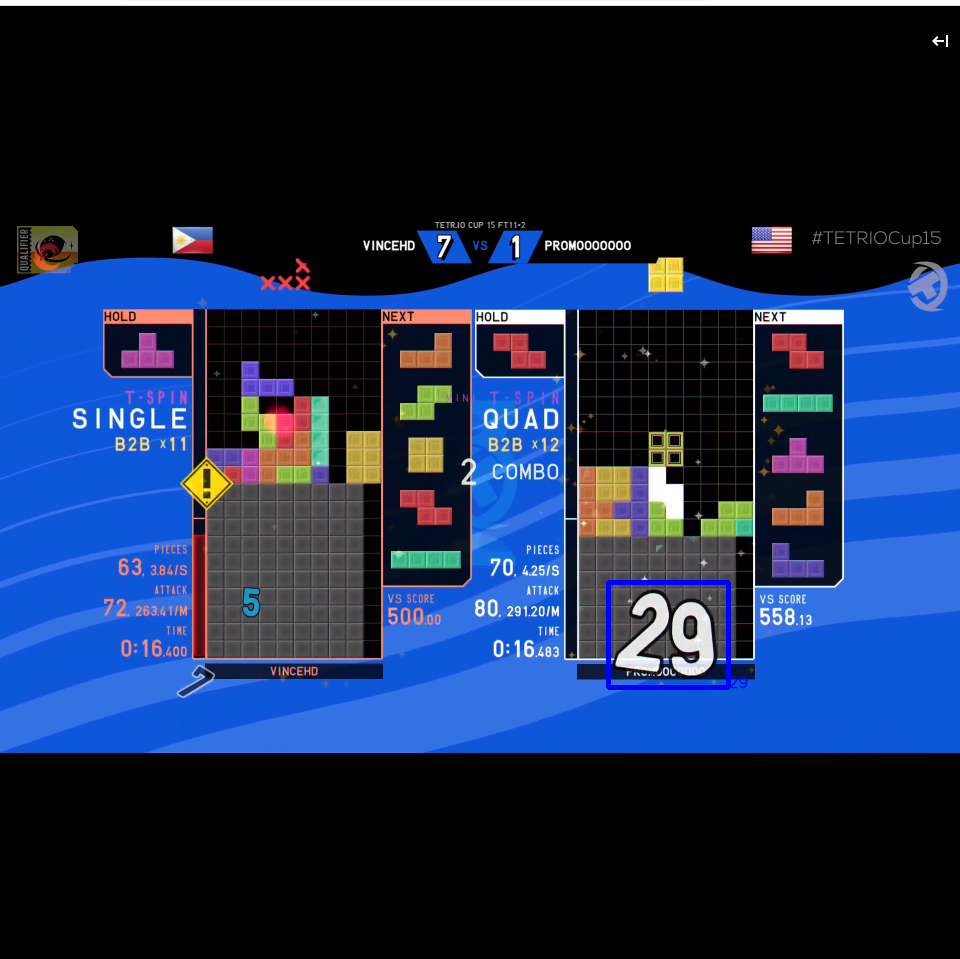 TETR.IO CUP 15 FT11-2
QUALIFIER
VINCEHD 7 VS 1 PROMOOOOOOO
#TETRIOCup15
HOLD
NEXT
T-SPIN
SINGLE
B2B ×11
!
PIECES
63, 3.84/S
ATTACK
72, 263.41/M
TIME
0:16.400
5
7
VINCEHD
VS SCORE
500.00
HOLD
NEXT
T-SPIN
QUAD
B2B ×12
2 COMBO
PIECES
70, 4.25/S
ATTACK
80, 291.20/M
TIME
0:16.483
29
PROMOOOOOOO
29
VS SCORE
558.13